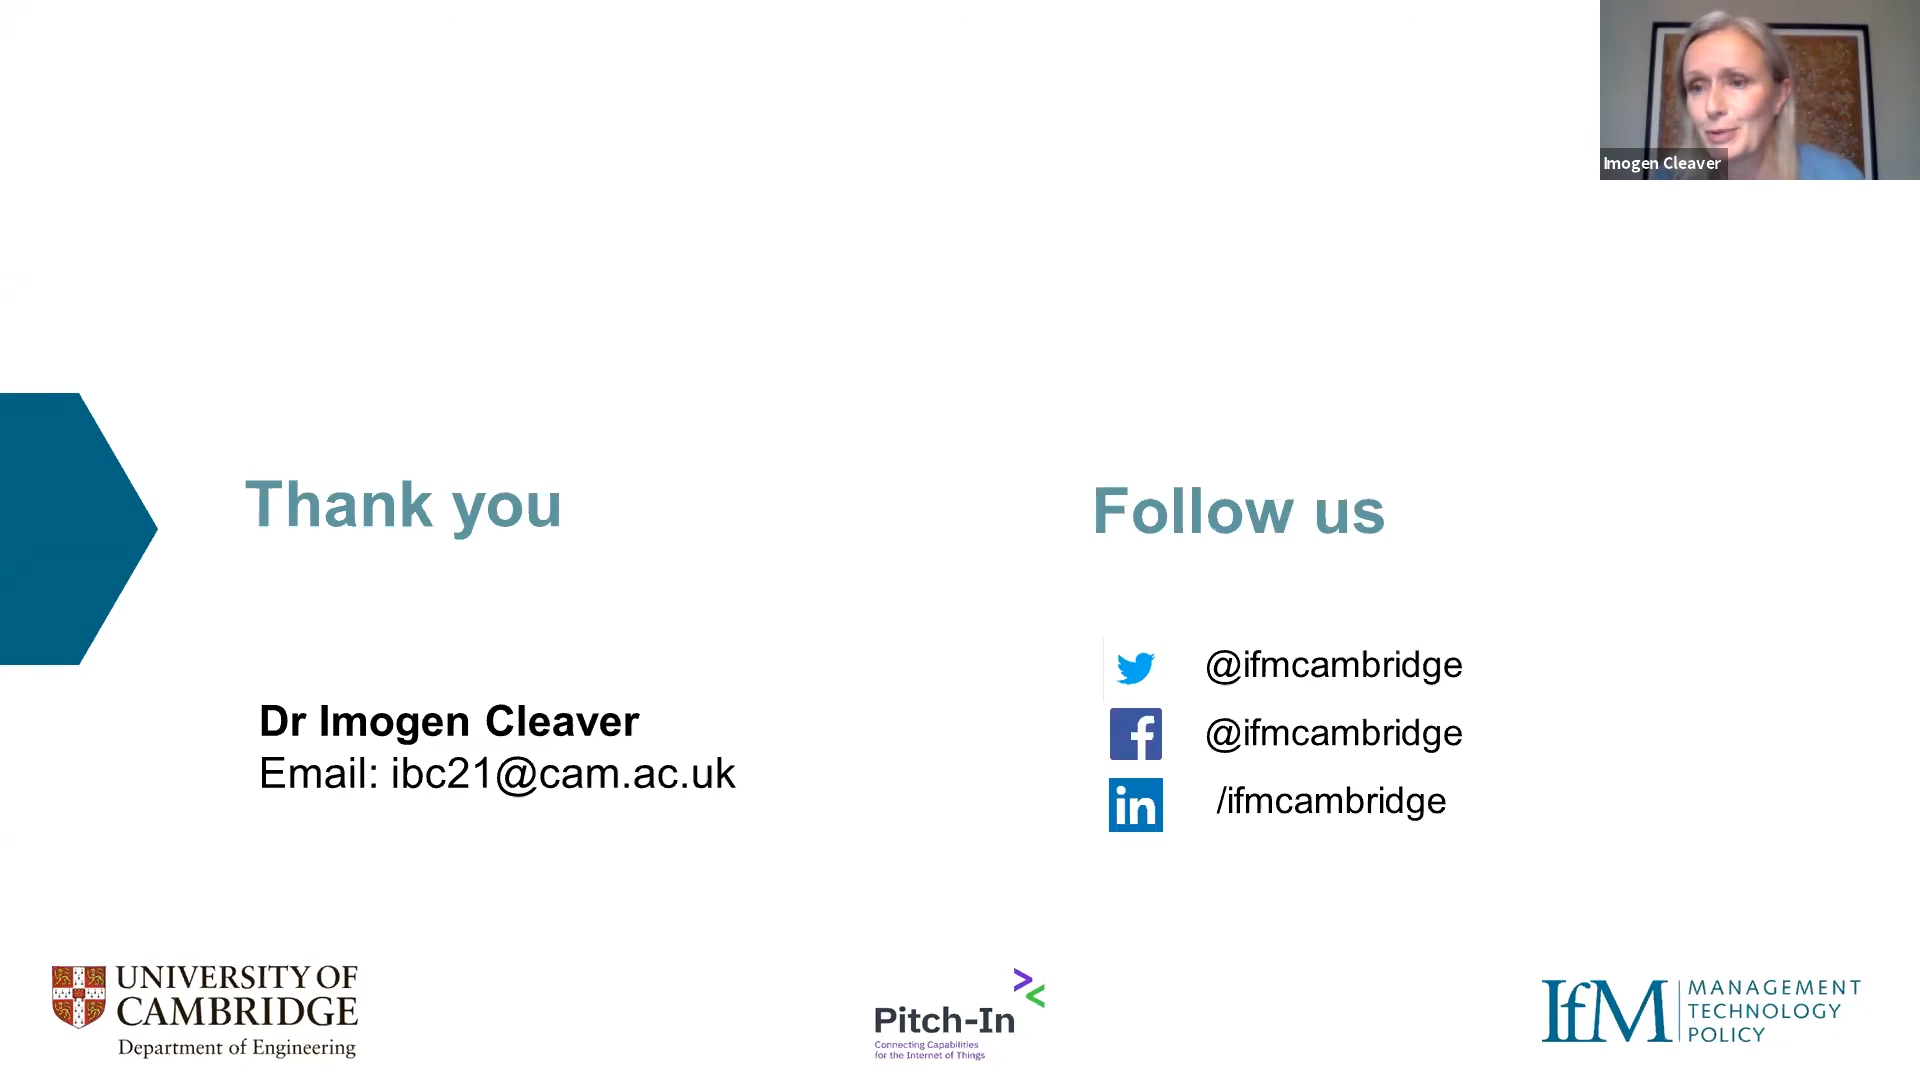 Imogen Cleaver
Thank you
Follow us
@ifmcambridge
@ifmcambridge
/ifmcambridge
Dr Imogen Cleaver
Email: ibc21@cam.ac.uk
UNIVERSITY OF
CAMBRIDGE
Department of Engineering
Pitch-In
Connecting Capabilities
for the Internet of Things
IfM
MANAGEMENT
TECHNOLOGY
POLICY